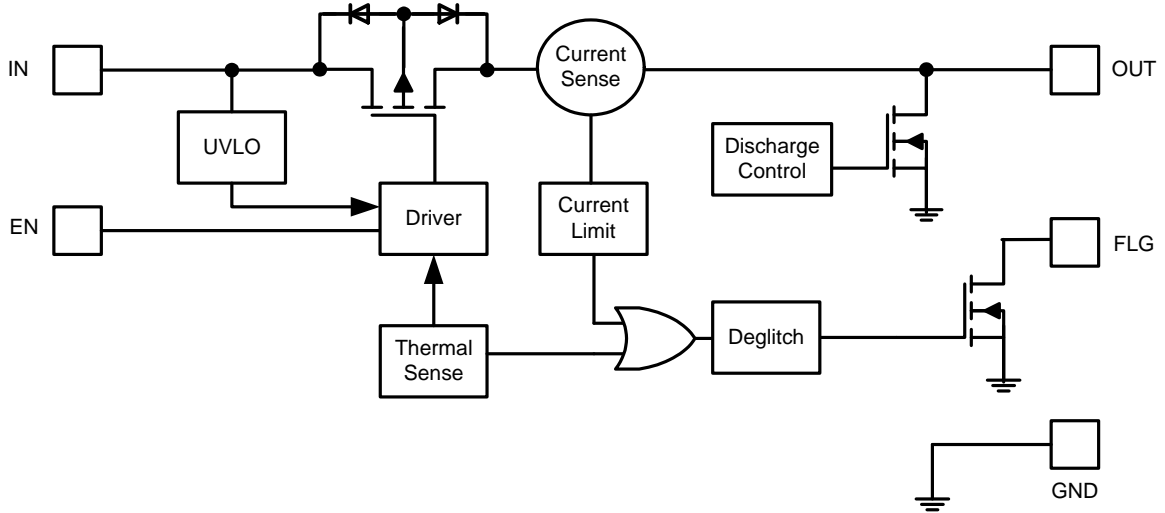 IN
Current
Sense
OUT
UVLO
Discharge
Control
EN
Driver
Current
Limit
FLG
Thermal
Sense
Deglitch
GND